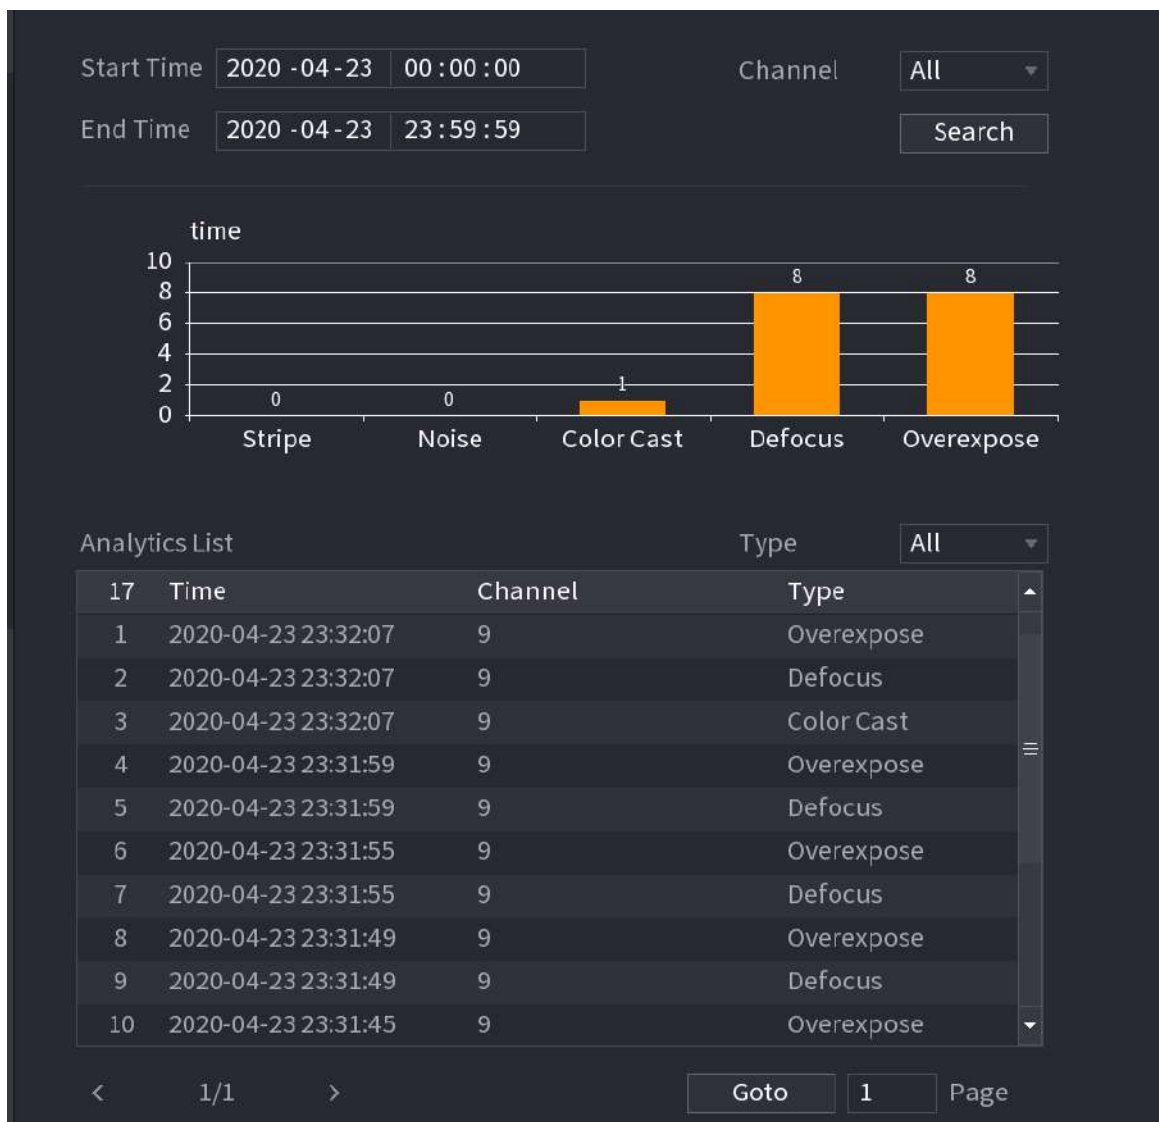 Start Time 2020 -04-23 00:00:00 Channel All
End Time 2020 -04-23 23:59:59 Search
time
10
8
6
4
2
0
0 0 1 8 8
Stripe Noise Color Cast Defocus Overexpose
Analytics List Type All
17 Time Channel Type
1 2020-04-23 23:32:07 9 Overexpose
2 2020-04-23 23:32:07 9 Defocus
3 2020-04-23 23:32:07 9 Color Cast
4 2020-04-23 23:31:59 9 Overexpose
5 2020-04-23 23:31:59 9 Defocus
6 2020-04-23 23:31:55 9 Overexpose
7 2020-04-23 23:31:55 9 Defocus
8 2020-04-23 23:31:49 9 Overexpose
9 2020-04-23 23:31:49 9 Defocus
10 2020-04-23 23:31:45 9 Overexpose
< 1/1 > Goto 1 Page